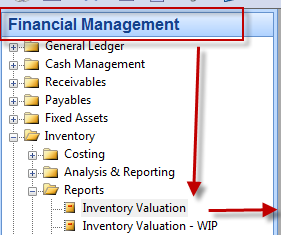 Financial Management
General Ledger
Cash Management
Receivables
Payables
Fixed Assets
Inventory
Costing
Analysis & Reporting
Reports
Inventory Valuation
Inventory Valuation - WIP